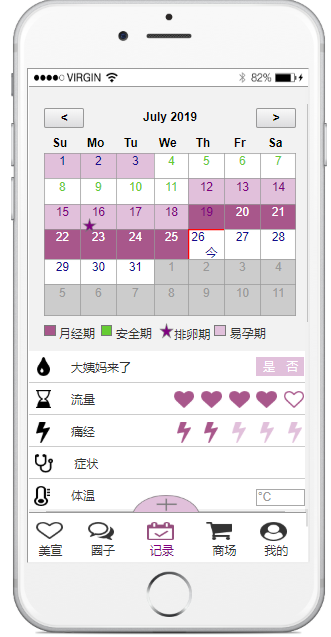 VIRGIN 82%
< July 2019 >
Su Mo Tu We Th Fr Sa
1 2 3 4 5 6 7
8 9 10 11 12 13 14
15 16 17 18 19 20 21
22 23 24 25 26 27 28
今
29 30 31 1 2 3 4
5 6 7 8 9 10 11
月经期 安全期 排卵期 易孕期
大姨妈来了 是 否
流量
痛经
症状
体温 °C
美宣 圈子 记录 商场 我的